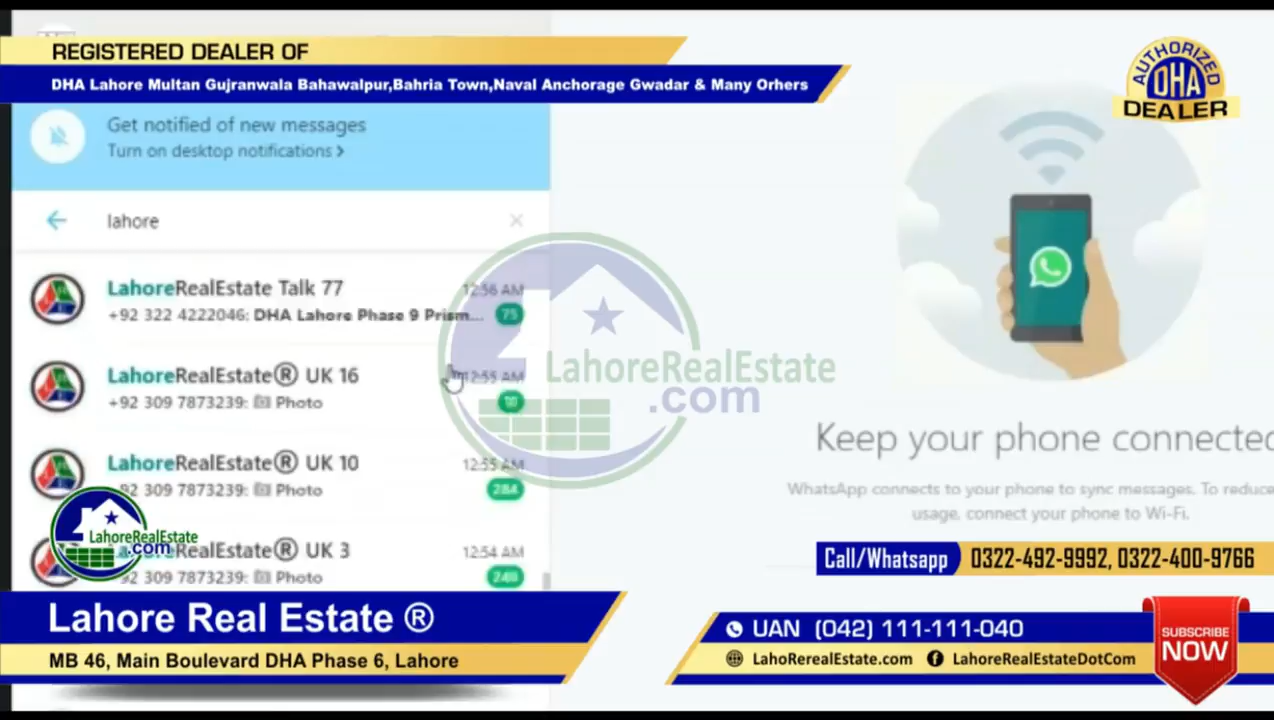 REGISTERED DEALER OF
DHA Lahore Multan Gujranwala Bahawalpur,Bahria Town,Naval Anchorage Gwadar & Many Orhers
AUTHORIZED
DHA
DEALER
Get notified of new messages
Turn on desktop notifications >
lahore
LahoreRealEstate Talk 77
12:56 AM
+92 322 4222046: DHA Lahore Phase 9 Prism...
75
LahoreRealEstate® UK 16
12:55 AM
+92 309 7873239: Photo
LahoreRealEstate
.com
Keep your phone connected
LahoreRealEstate® UK 10
12:55 AM
92 309 7873239: Photo
284
WhatsApp connects to your phone to sync messages. To reduce
usage, connect your phone to Wi-Fi.
LahoreRealEstate
.com
RealEstate® UK 3
12:54 AM
92 309 7873239: Photo
Call/Whatsapp 0322-492-9992, 0322-400-9766
Lahore Real Estate ®
MB 46, Main Boulevard DHA Phase 6, Lahore
UAN (042) 111-111-040
LahoRerealEstate.com LahoreRealEstateDotCom
SUBSCRIBE
NOW